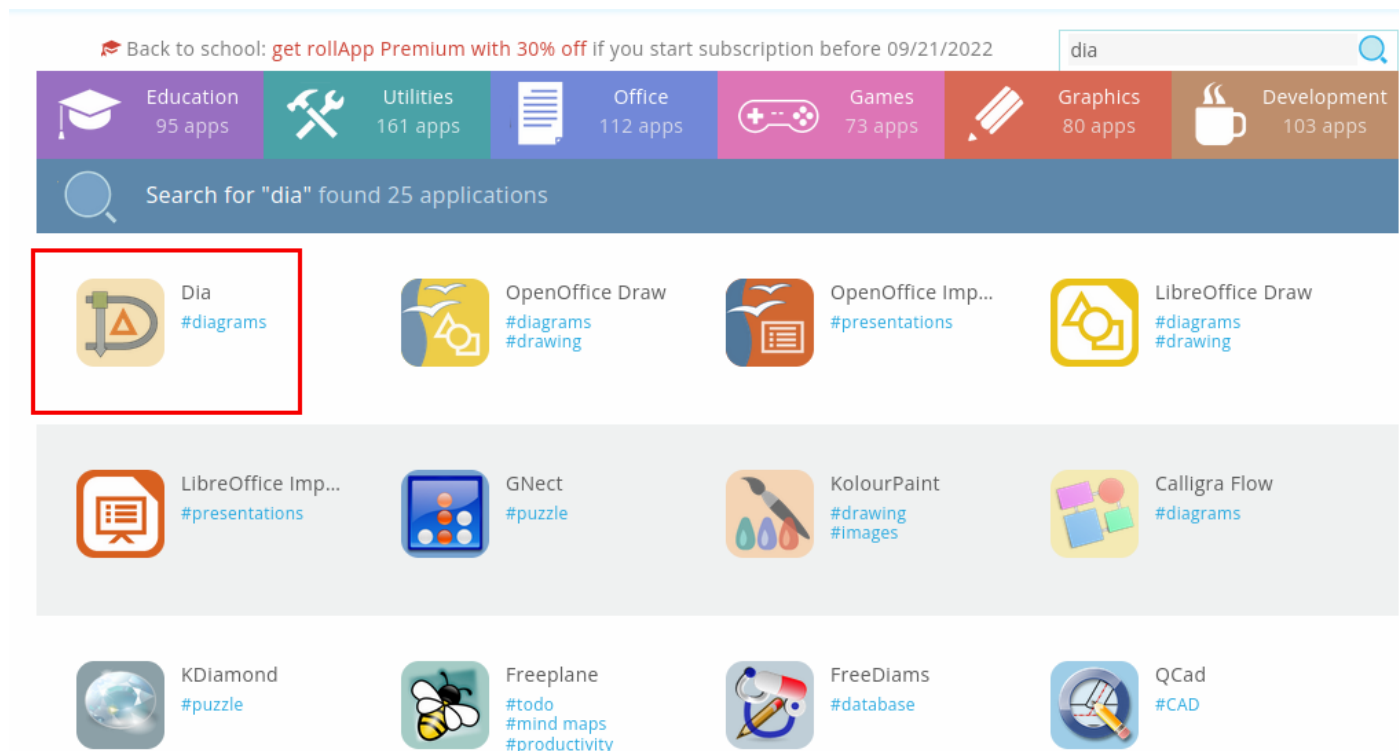 Back to school: get rollApp Premium with 30% off if you start subscription before 09/21/2022
dia
Education
95 apps
Utilities
161 apps
Office
112 apps
Games
73 apps
Graphics
80 apps
Development
103 apps
Search for "dia" found 25 applications
Dia
#diagrams
OpenOffice Draw
#diagrams
#drawing
OpenOffice Imp...
#presentations
LibreOffice Draw
#diagrams
#drawing
LibreOffice Imp...
#presentations
GNect
#puzzle
KolourPaint
#drawing
#images
Calligra Flow
#diagrams
KDiamond
#puzzle
Freeplane
#todo
#mind maps
#productivity
FreeDiams
#database
QCad
#CAD